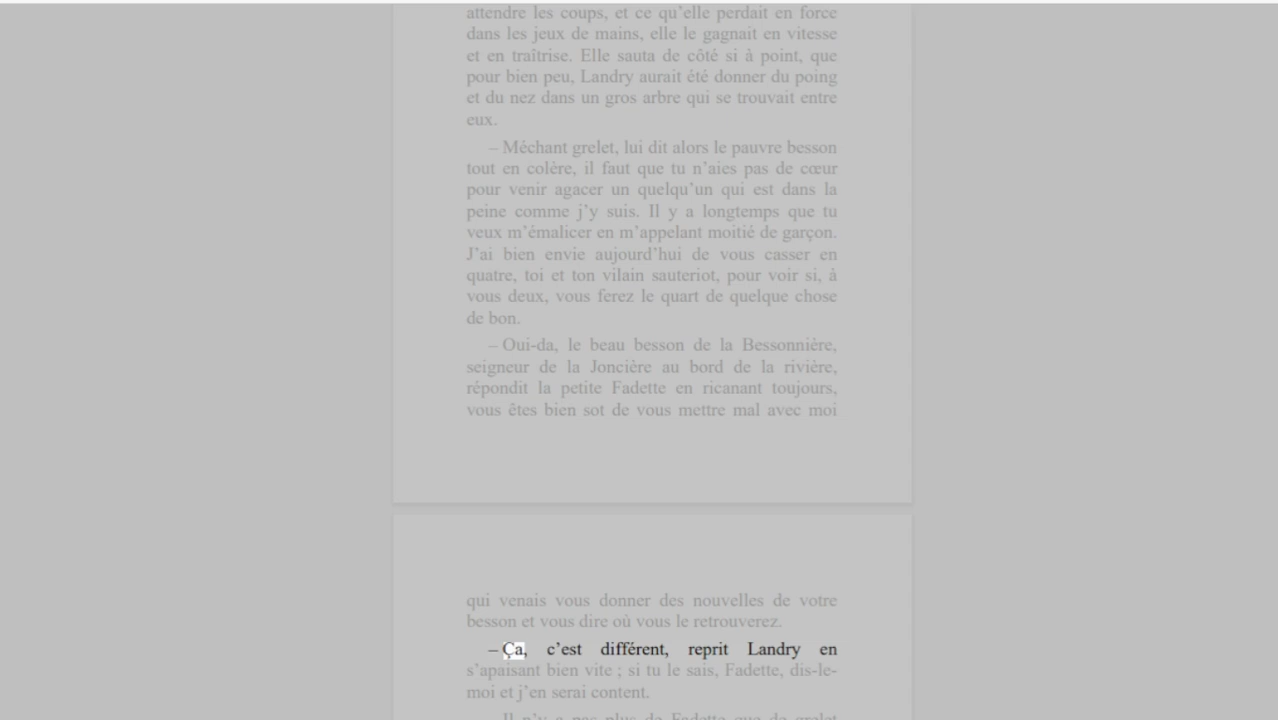 attendre les coups, et ce qu’elle perdait en force
dans les jeux de mains, elle le gagnait en vitesse
et en traîtrise. Elle sauta de côté si à point, que
pour bien peu, Landry aurait été donner du poing
et du nez dans un gros arbre qui se trouvait entre
eux.
– Méchant grelet, lui dit alors le pauvre besson
tout en colère, il faut que tu n’aies pas de cœur
pour venir agacer un quelqu’un qui est dans la
peine comme j’y suis. Il y a longtemps que tu
veux m’émalicer en m’appelant moitié de garçon.
J’ai bien envie aujourd’hui de vous casser en
quatre, toi et ton vilain sauteriot, pour voir si, à
vous deux, vous ferez le quart de quelque chose
de bon.
– Oui-da, le beau besson de la Bessonnière,
seigneur de la Joncière au bord de la rivière,
répondit la petite Fadette en ricanant toujours,
vous êtes bien sot de vous mettre mal avec moi
qui venais vous donner des nouvelles de votre
besson et vous dire où vous le retrouverez.
– Ça, c’est différent, reprit Landry en
s’apaisant bien vite ; si tu le sais, Fadette, dis-le-
moi et j’en serai content.
– Il n’y a pas plus de Fadette que de grelet